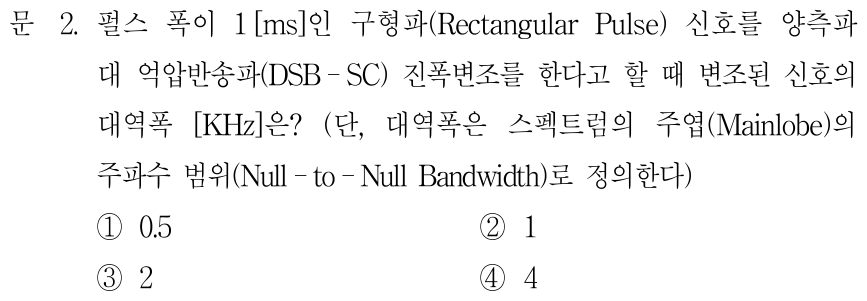 문 2. 펄스 폭이 1[ms]인 구형파(Rectangular Pulse) 신호를 양측파
대 억압반송파(DSB-SC) 진폭변조를 한다고 할 때 변조된 신호의
대역폭 [KHz]은? (단, 대역폭은 스펙트럼의 주엽(Mainlobe)의
주파수 범위(Null-to-Null Bandwidth)로 정의한다)
① 0.5 ② 1
③ 2 ④ 4